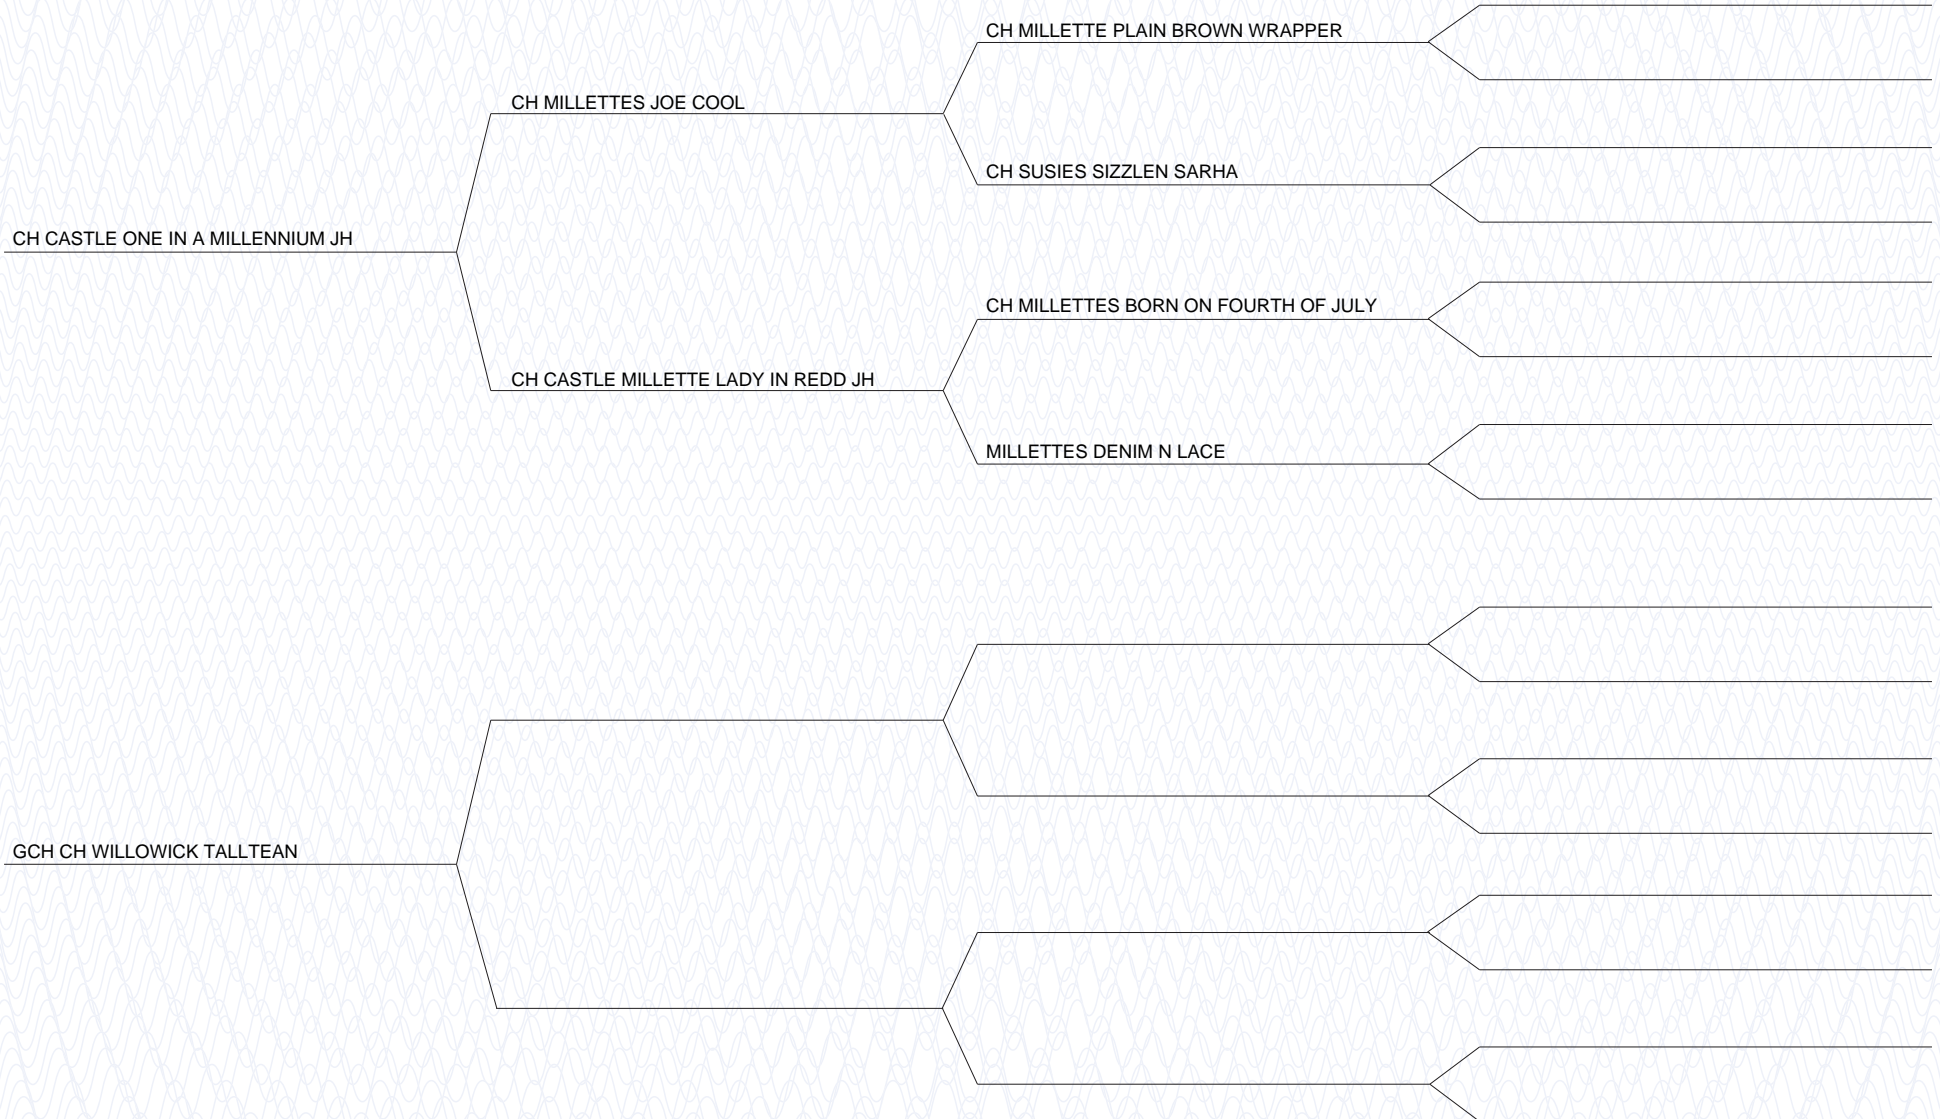 CH MILLETTE PLAIN BROWN WRAPPER
CH MILLETTES JOE COOL
CH SUSIES SIZZLEN SARHA
CH CASTLE ONE IN A MILLENNIUM JH
CH MILLETTES BORN ON FOURTH OF JULY
CH CASTLE MILLETTE LADY IN REDD JH
MILLETTES DENIM N LACE
GCH CH WILLOWICK TALLTEAN